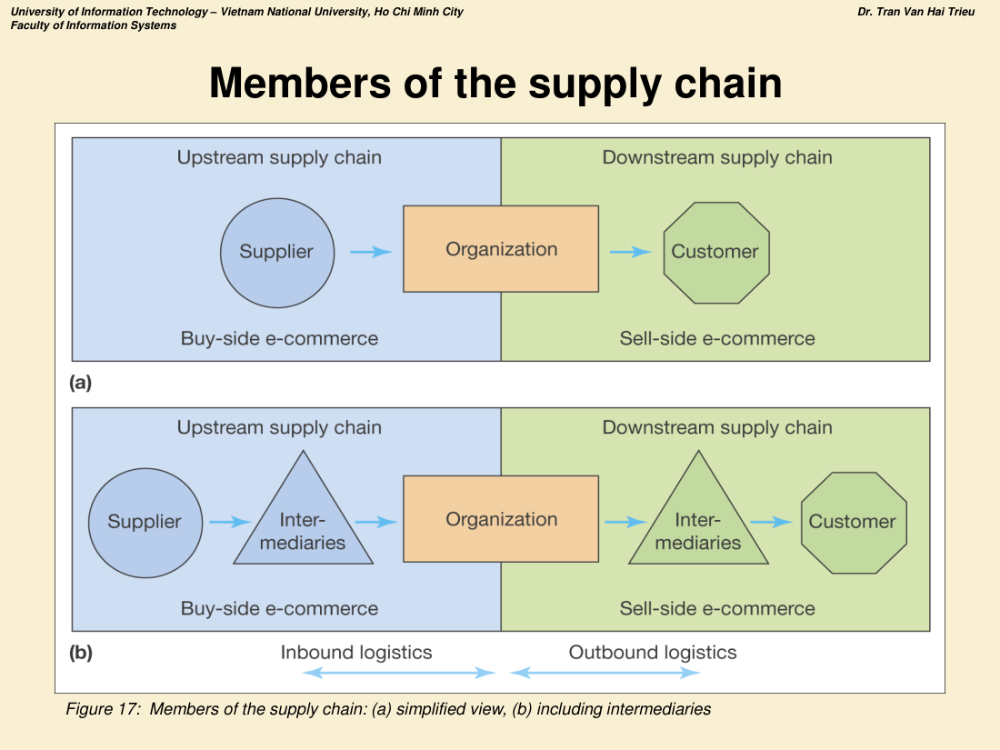 University of Information Technology – Vietnam National University, Ho Chi Minh City
Faculty of Information Systems
Dr. Tran Van Hai Trieu
Members of the supply chain
Upstream supply chain
Downstream supply chain
Supplier
Organization
Customer
Buy-side e-commerce
Sell-side e-commerce
(a)
Upstream supply chain
Downstream supply chain
Supplier
Inter-
mediaries
Organization
Inter-
mediaries
Customer
Buy-side e-commerce
Sell-side e-commerce
(b)
Inbound logistics
Outbound logistics
Figure 17: Members of the supply chain: (a) simplified view, (b) including intermediaries